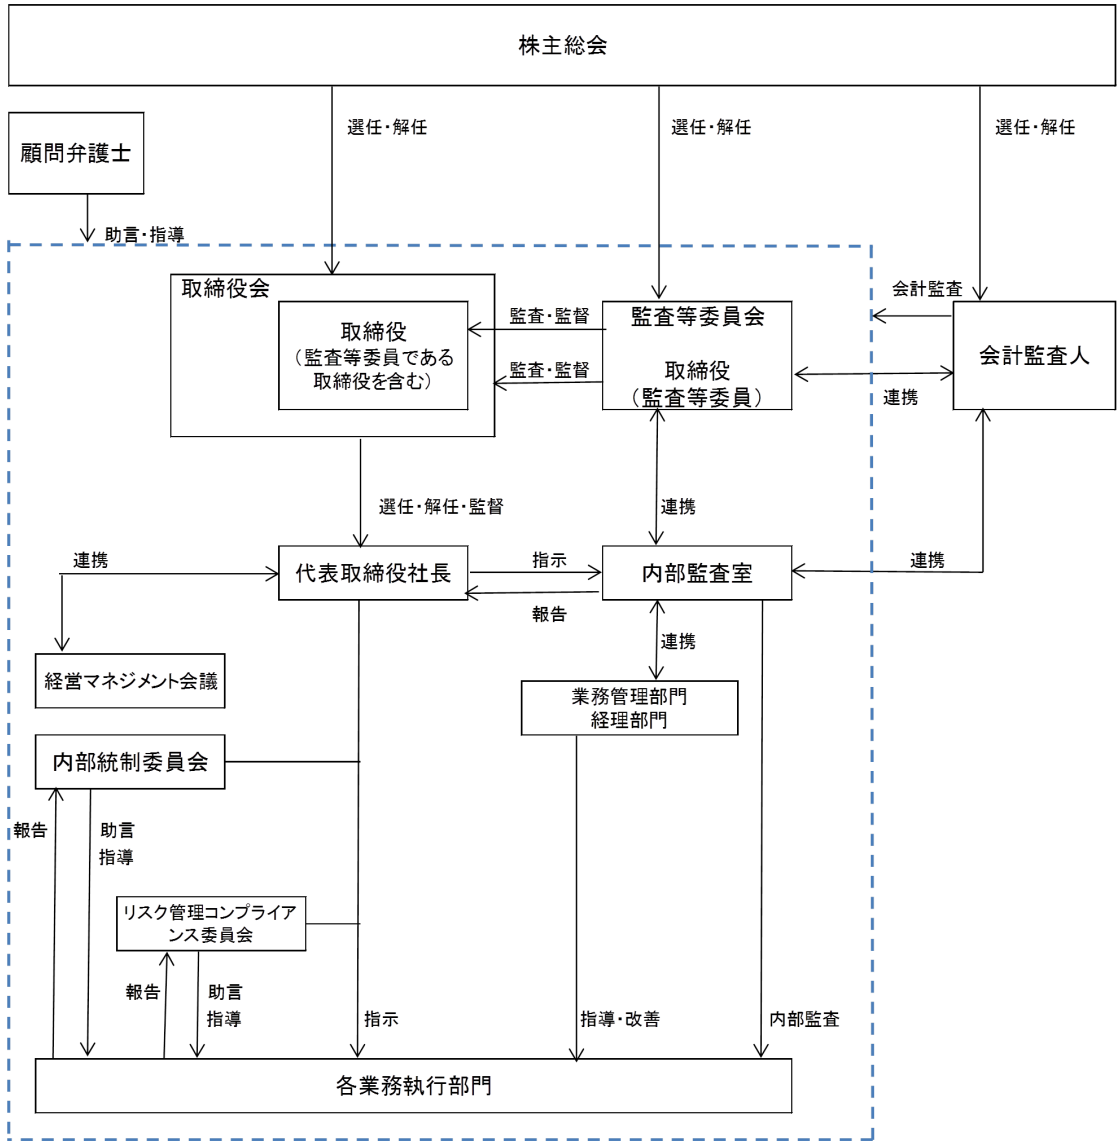 株主総会
選任・解任
選任・解任
選任・解任
顧問弁護士
助言・指導
取締役会
取締役
（監査等委員である
取締役を含む）
監査・監督
監査・監督
監査等委員会
取締役
（監査等委員）
会計監査
会計監査人
連携
選任・解任・監督
連携
連携
代表取締役社長
指示
報告
内部監査室
連携
連携
経営マネジメント会議
業務管理部門
経理部門
内部統制委員会
報告
助言
指導
リスク管理コンプライア
ンス委員会
報告
助言
指導
指示
指導・改善
内部監査
各業務執行部門